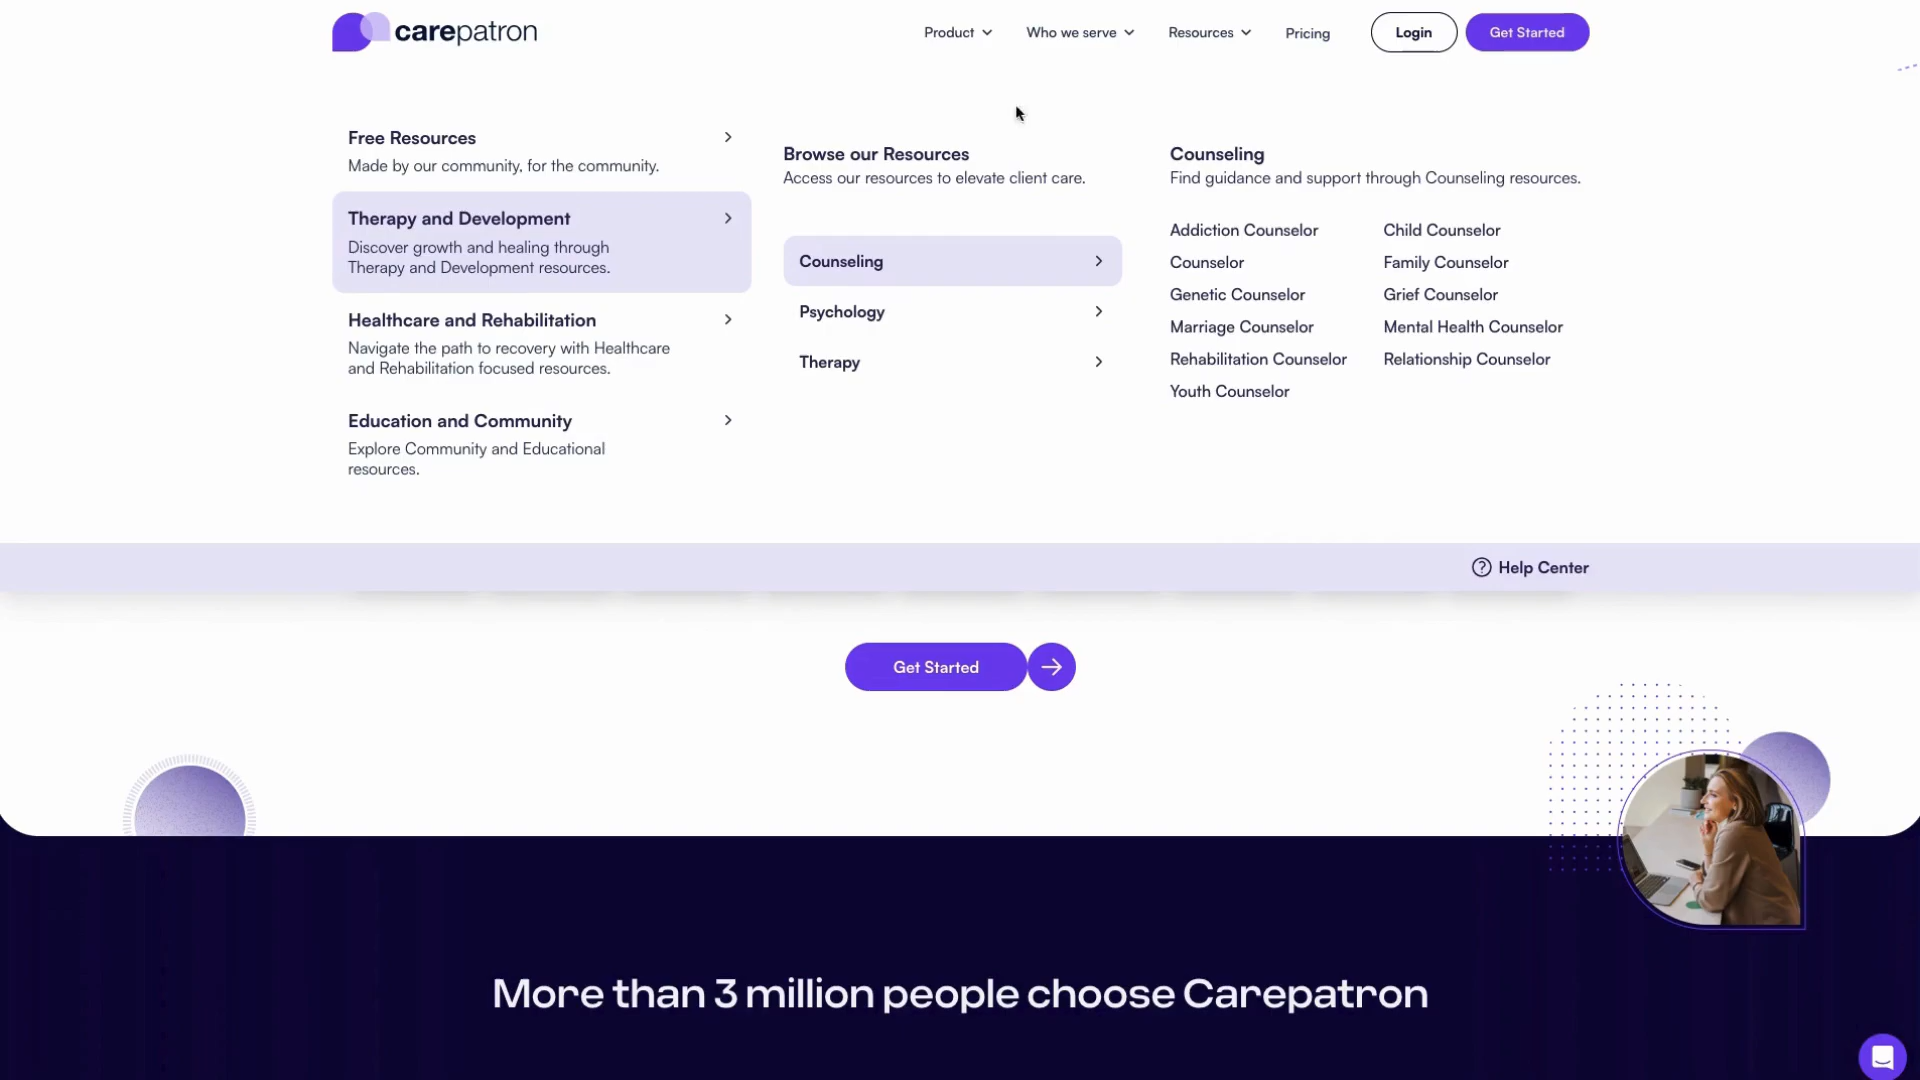 carepatron
Product
Who we serve
Resources
Pricing
Login
Get Started
Free Resources
Made by our community, for the community.
Therapy and Development
Discover growth and healing through
Therapy and Development resources.
Healthcare and Rehabilitation
Navigate the path to recovery with Healthcare
and Rehabilitation focused resources.
Education and Community
Explore Community and Educational
resources.
Browse our Resources
Access our resources to elevate client care.
Counseling
Psychology
Therapy
Counseling
Find guidance and support through Counseling resources.
Addiction Counselor
Child Counselor
Counselor
Family Counselor
Genetic Counselor
Grief Counselor
Marriage Counselor
Mental Health Counselor
Rehabilitation Counselor
Relationship Counselor
Youth Counselor
Help Center
Get Started
More than 3 million people choose Carepatron